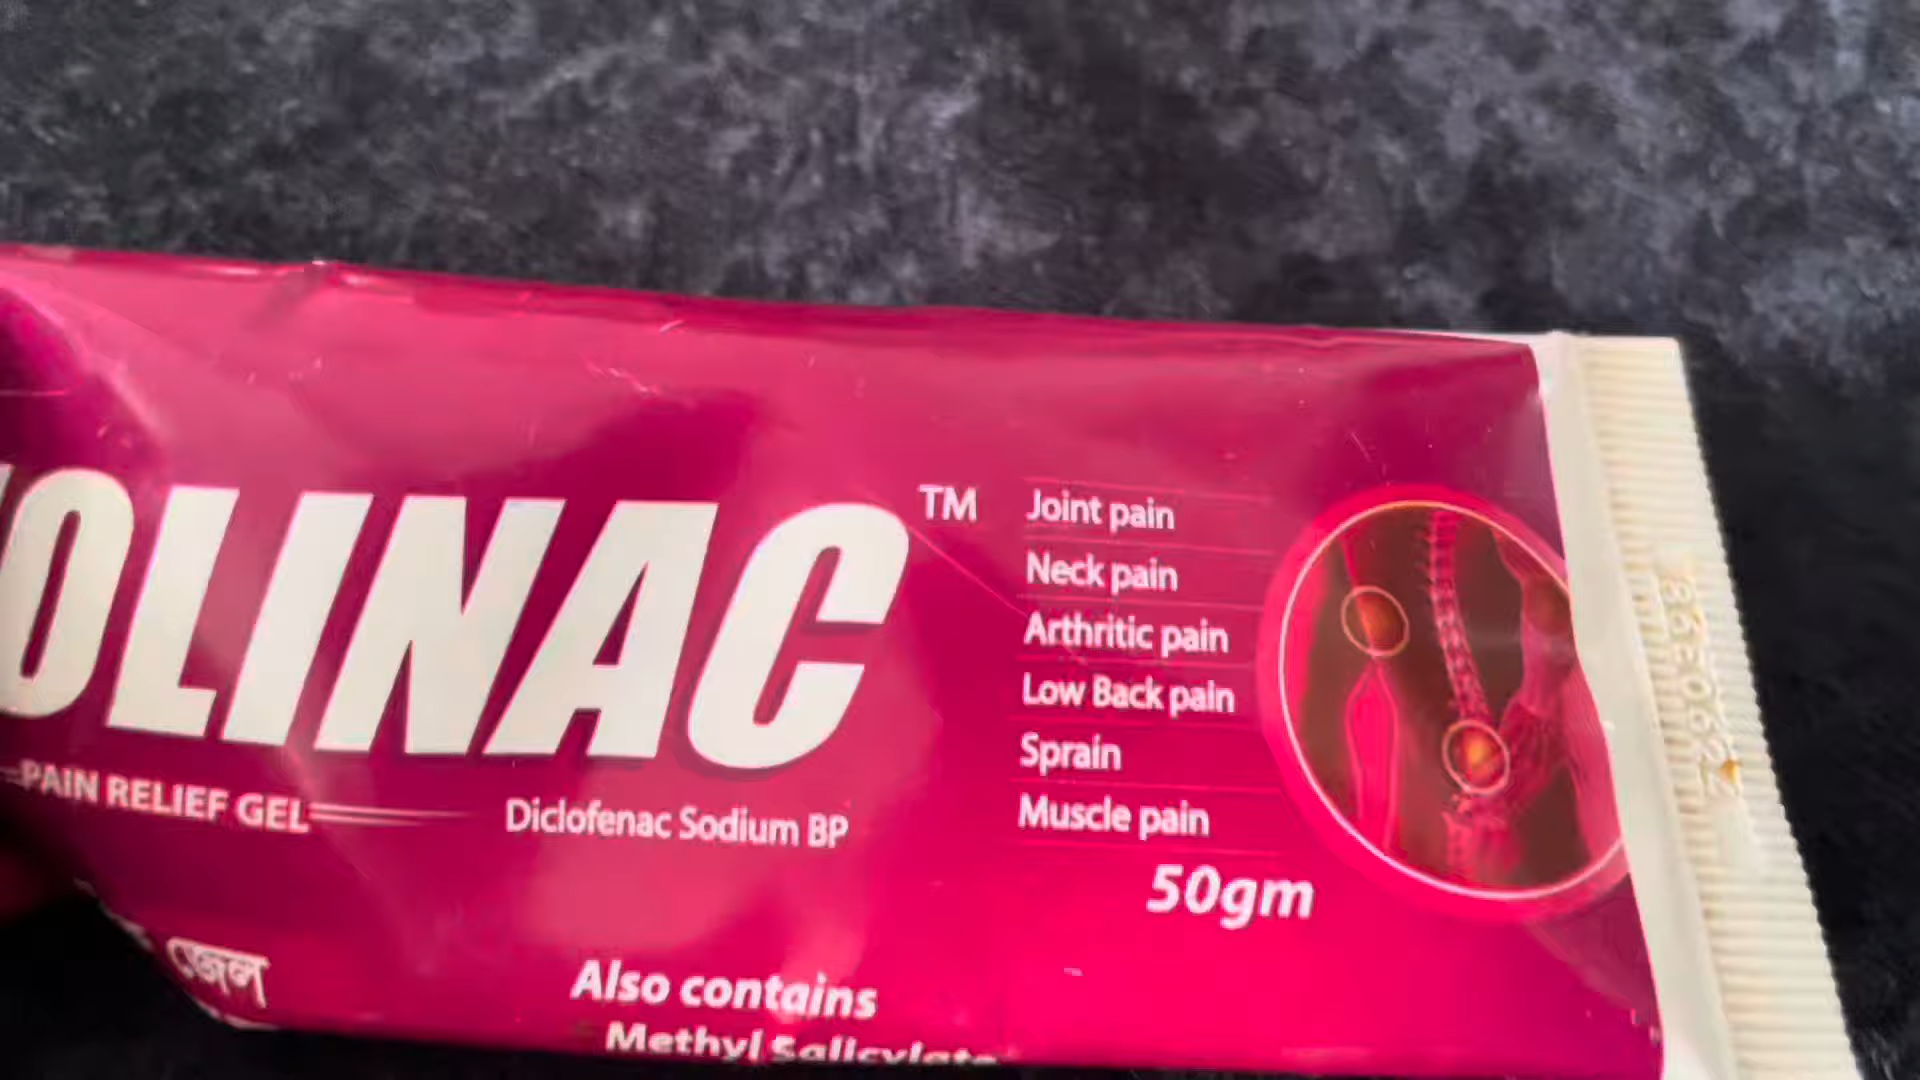 OLINAC TM
PAIN RELIEF GEL
Diclofenac Sodium BP
Joint pain
Neck pain
Arthritic pain
Low Back pain
Sprain
Muscle pain
50gm
জেল
Also contains
Methyl Salicylate